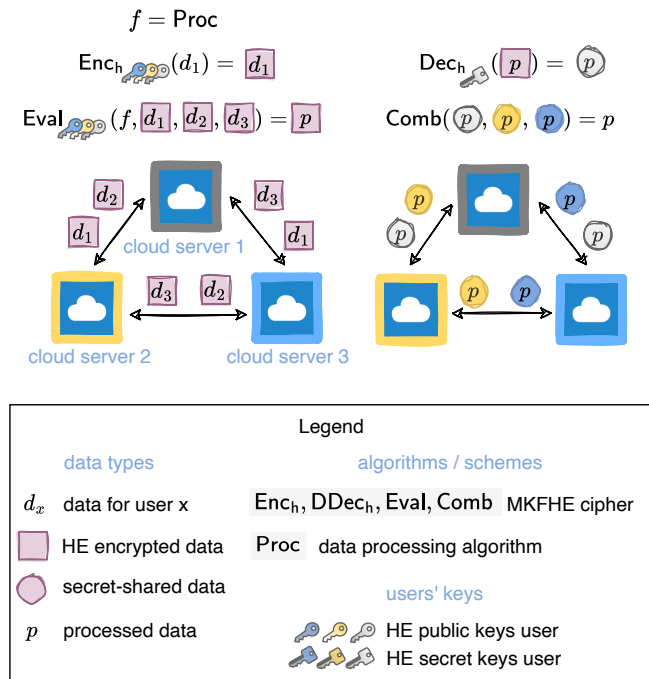 f = Proc
Enc_h(d_1) = d_1
Dec_h(p) = p
Eval(f, d_1, d_2, d_3) = p
Comb(p, p, p) = p
d_2
d_3
p
p
d_1
d_1
p
p
cloud server 1
d_3
d_2
p
p
cloud server 2
cloud server 3
Legend
data types
algorithms / schemes
d_x data for user x
Enc_h, DDec_h, Eval, Comb MKFHE cipher
HE encrypted data
Proc data processing algorithm
secret-shared data
users' keys
p processed data
HE public keys user
HE secret keys user